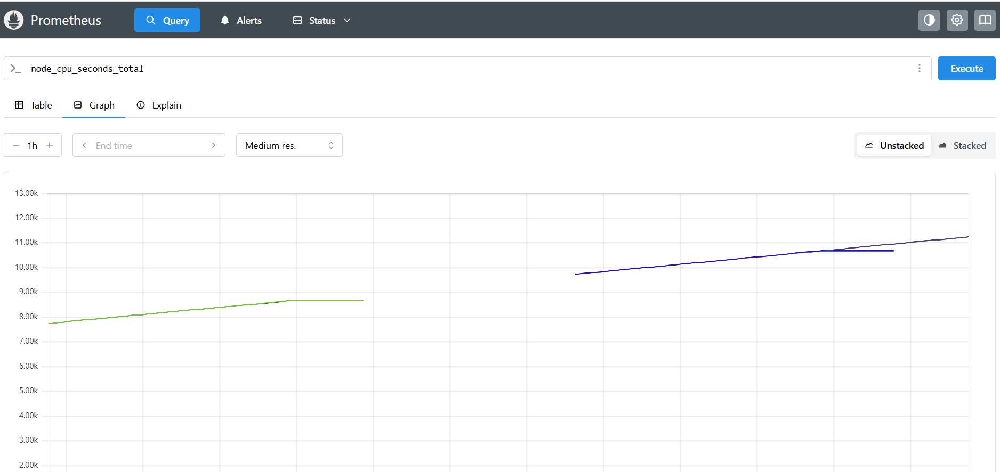 Prometheus Query Alerts Status
node_cpu_seconds_total Execute
Table Graph Explain
1h End time Medium res. Unstacked Stacked
13.00k
12.00k
11.00k
10.00k
9.00k
8.00k
7.00k
6.00k
5.00k
4.00k
3.00k
2.00k